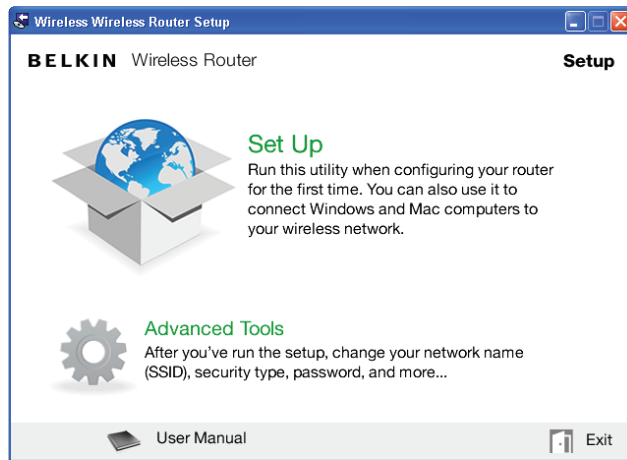 Wireless Wireless Router Setup
BELKIN Wireless Router
Setup
Set Up
Run this utility when configuring your router
for the first time. You can also use it to
connect Windows and Mac computers to
your wireless network.
Advanced Tools
After you've run the setup, change your network name
(SSID), security type, password, and more...
User Manual
Exit